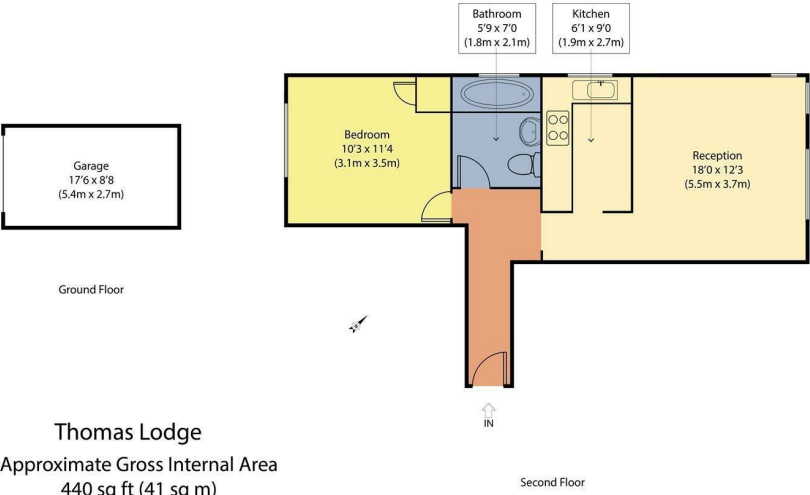 Bathroom
5'9 x 7'0
(1.8m x 2.1m)
Kitchen
6'1 x 9'0
(1.9m x 2.7m)
Bedroom
10'3 x 11'4
(3.1m x 3.5m)
Reception
18'0 x 12'3
(5.5m x 3.7m)
Garage
17'6 x 8'8
(5.4m x 2.7m)
Ground Floor
IN
Thomas Lodge
Approximate Gross Internal Area
440 sq ft (41 sq m)
Second Floor